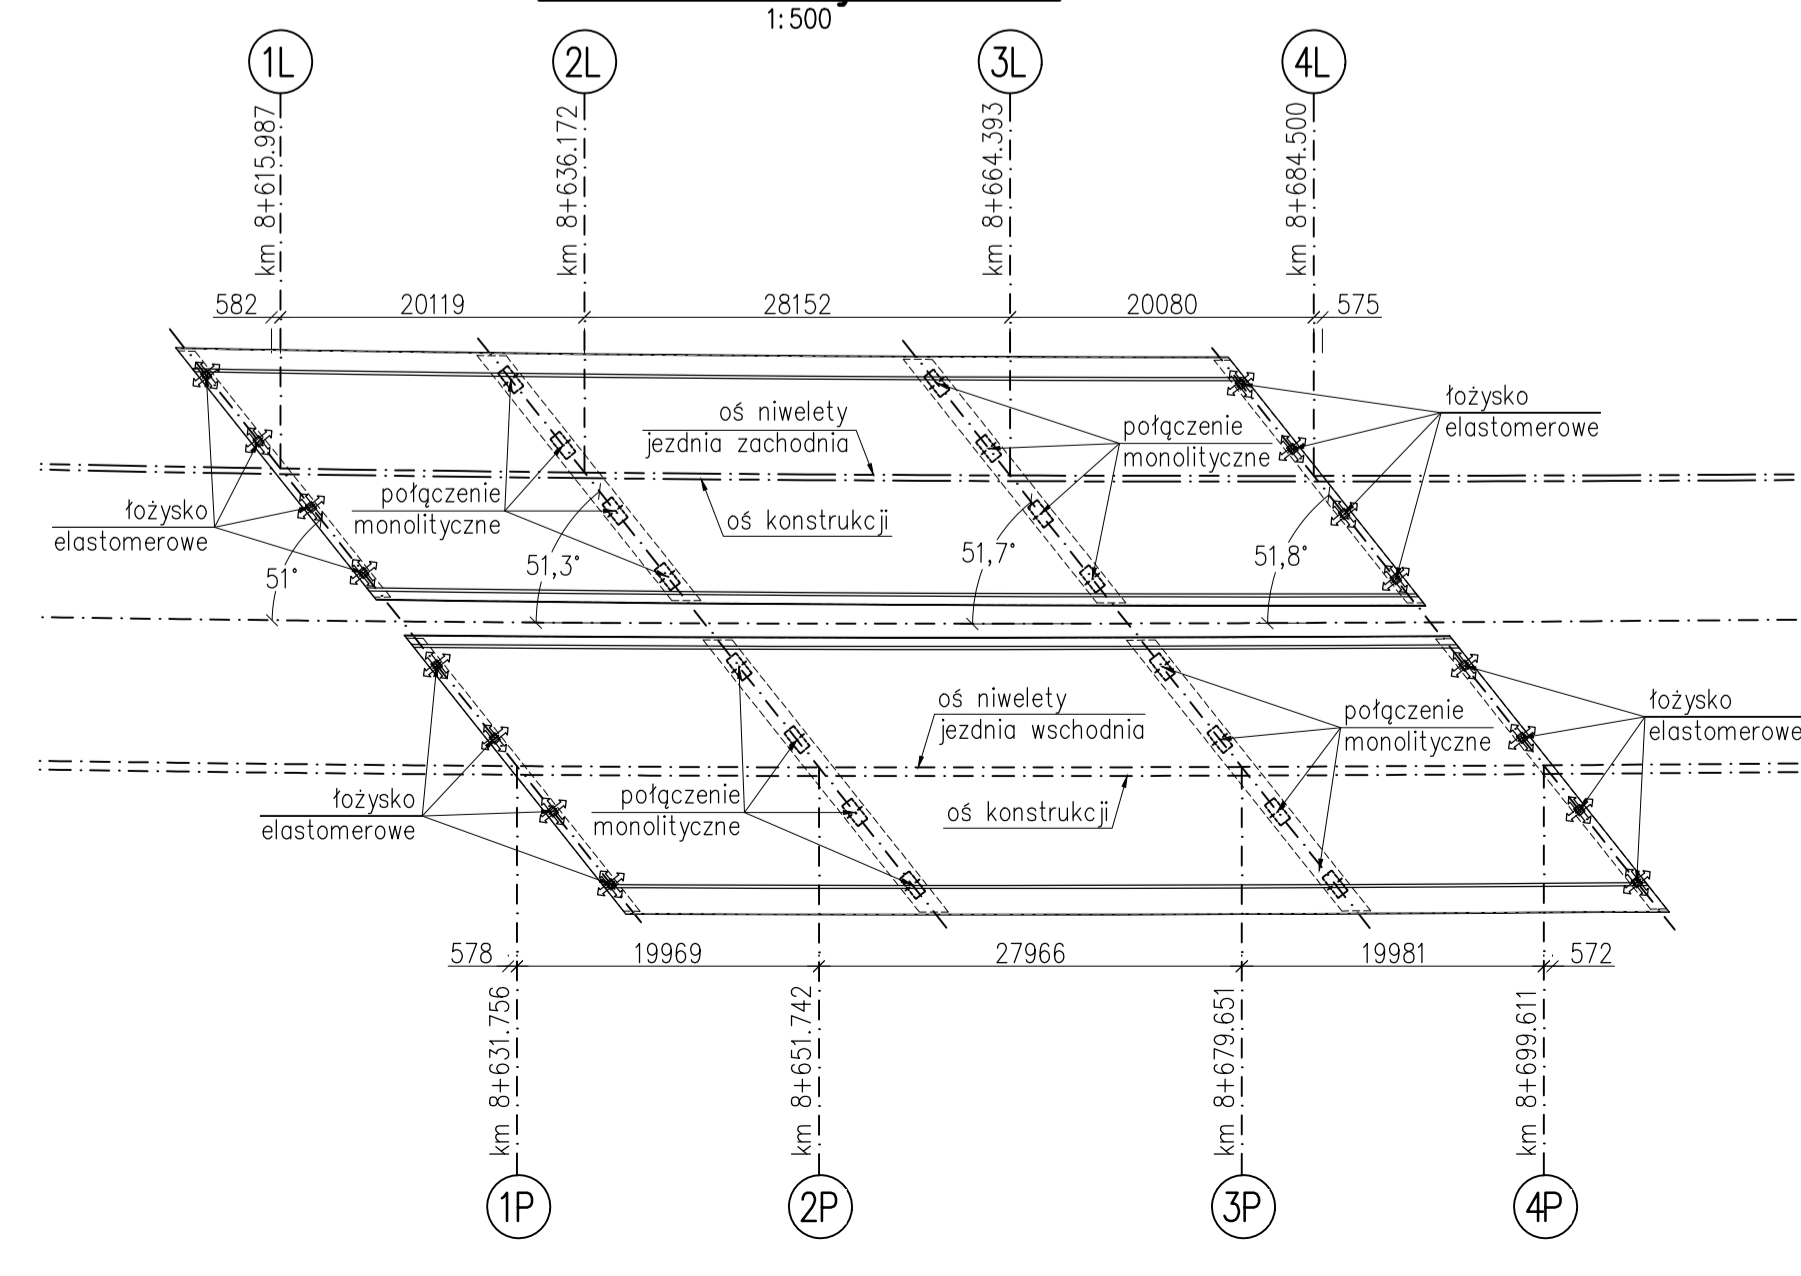 1:500
1L
2L
3L
4L
km 8+615.987
km 8+636.172
km 8+664.393
km 8+684.500
582
20119
28152
20080
575
oś niwelety
jezdnia zachodnia
połączenie
monolityczne
łożysko
elastomerowe
łożysko
elastomerowe
połączenie
monolityczne
oś konstrukcji
51°
51,3°
51,7°
51,8°
oś niwelety
jezdnia wschodnia
połączenie
monolityczne
łożysko
elastomerowe
łożysko
elastomerowe
połączenie
monolityczne
oś konstrukcji
578
19969
27966
19981
572
km 8+631.756
km 8+651.742
km 8+679.651
km 8+699.611
1P
2P
3P
4P